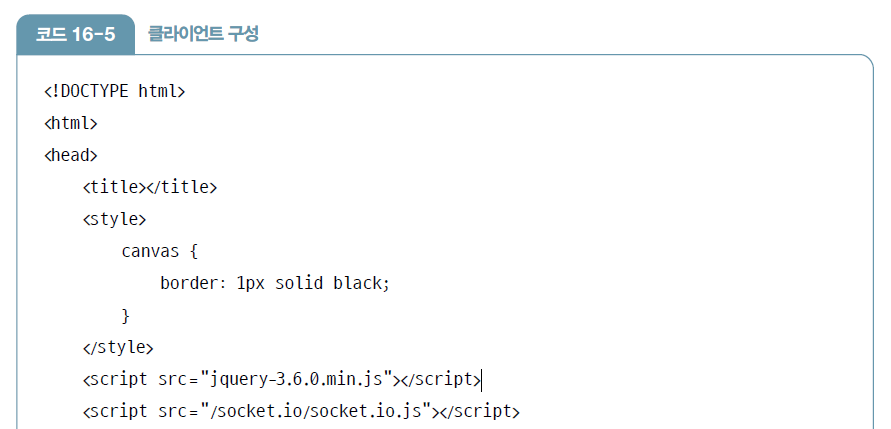 코드 16-5 클라이언트 구성
<!DOCTYPE html>
<html>
<head>
    <title></title>
    <style>
        canvas {
            border: 1px solid black;
        }
    </style>
    <script src="jquery-3.6.0.min.js"></script>
    <script src="/socket.io/socket.io.js"></script>